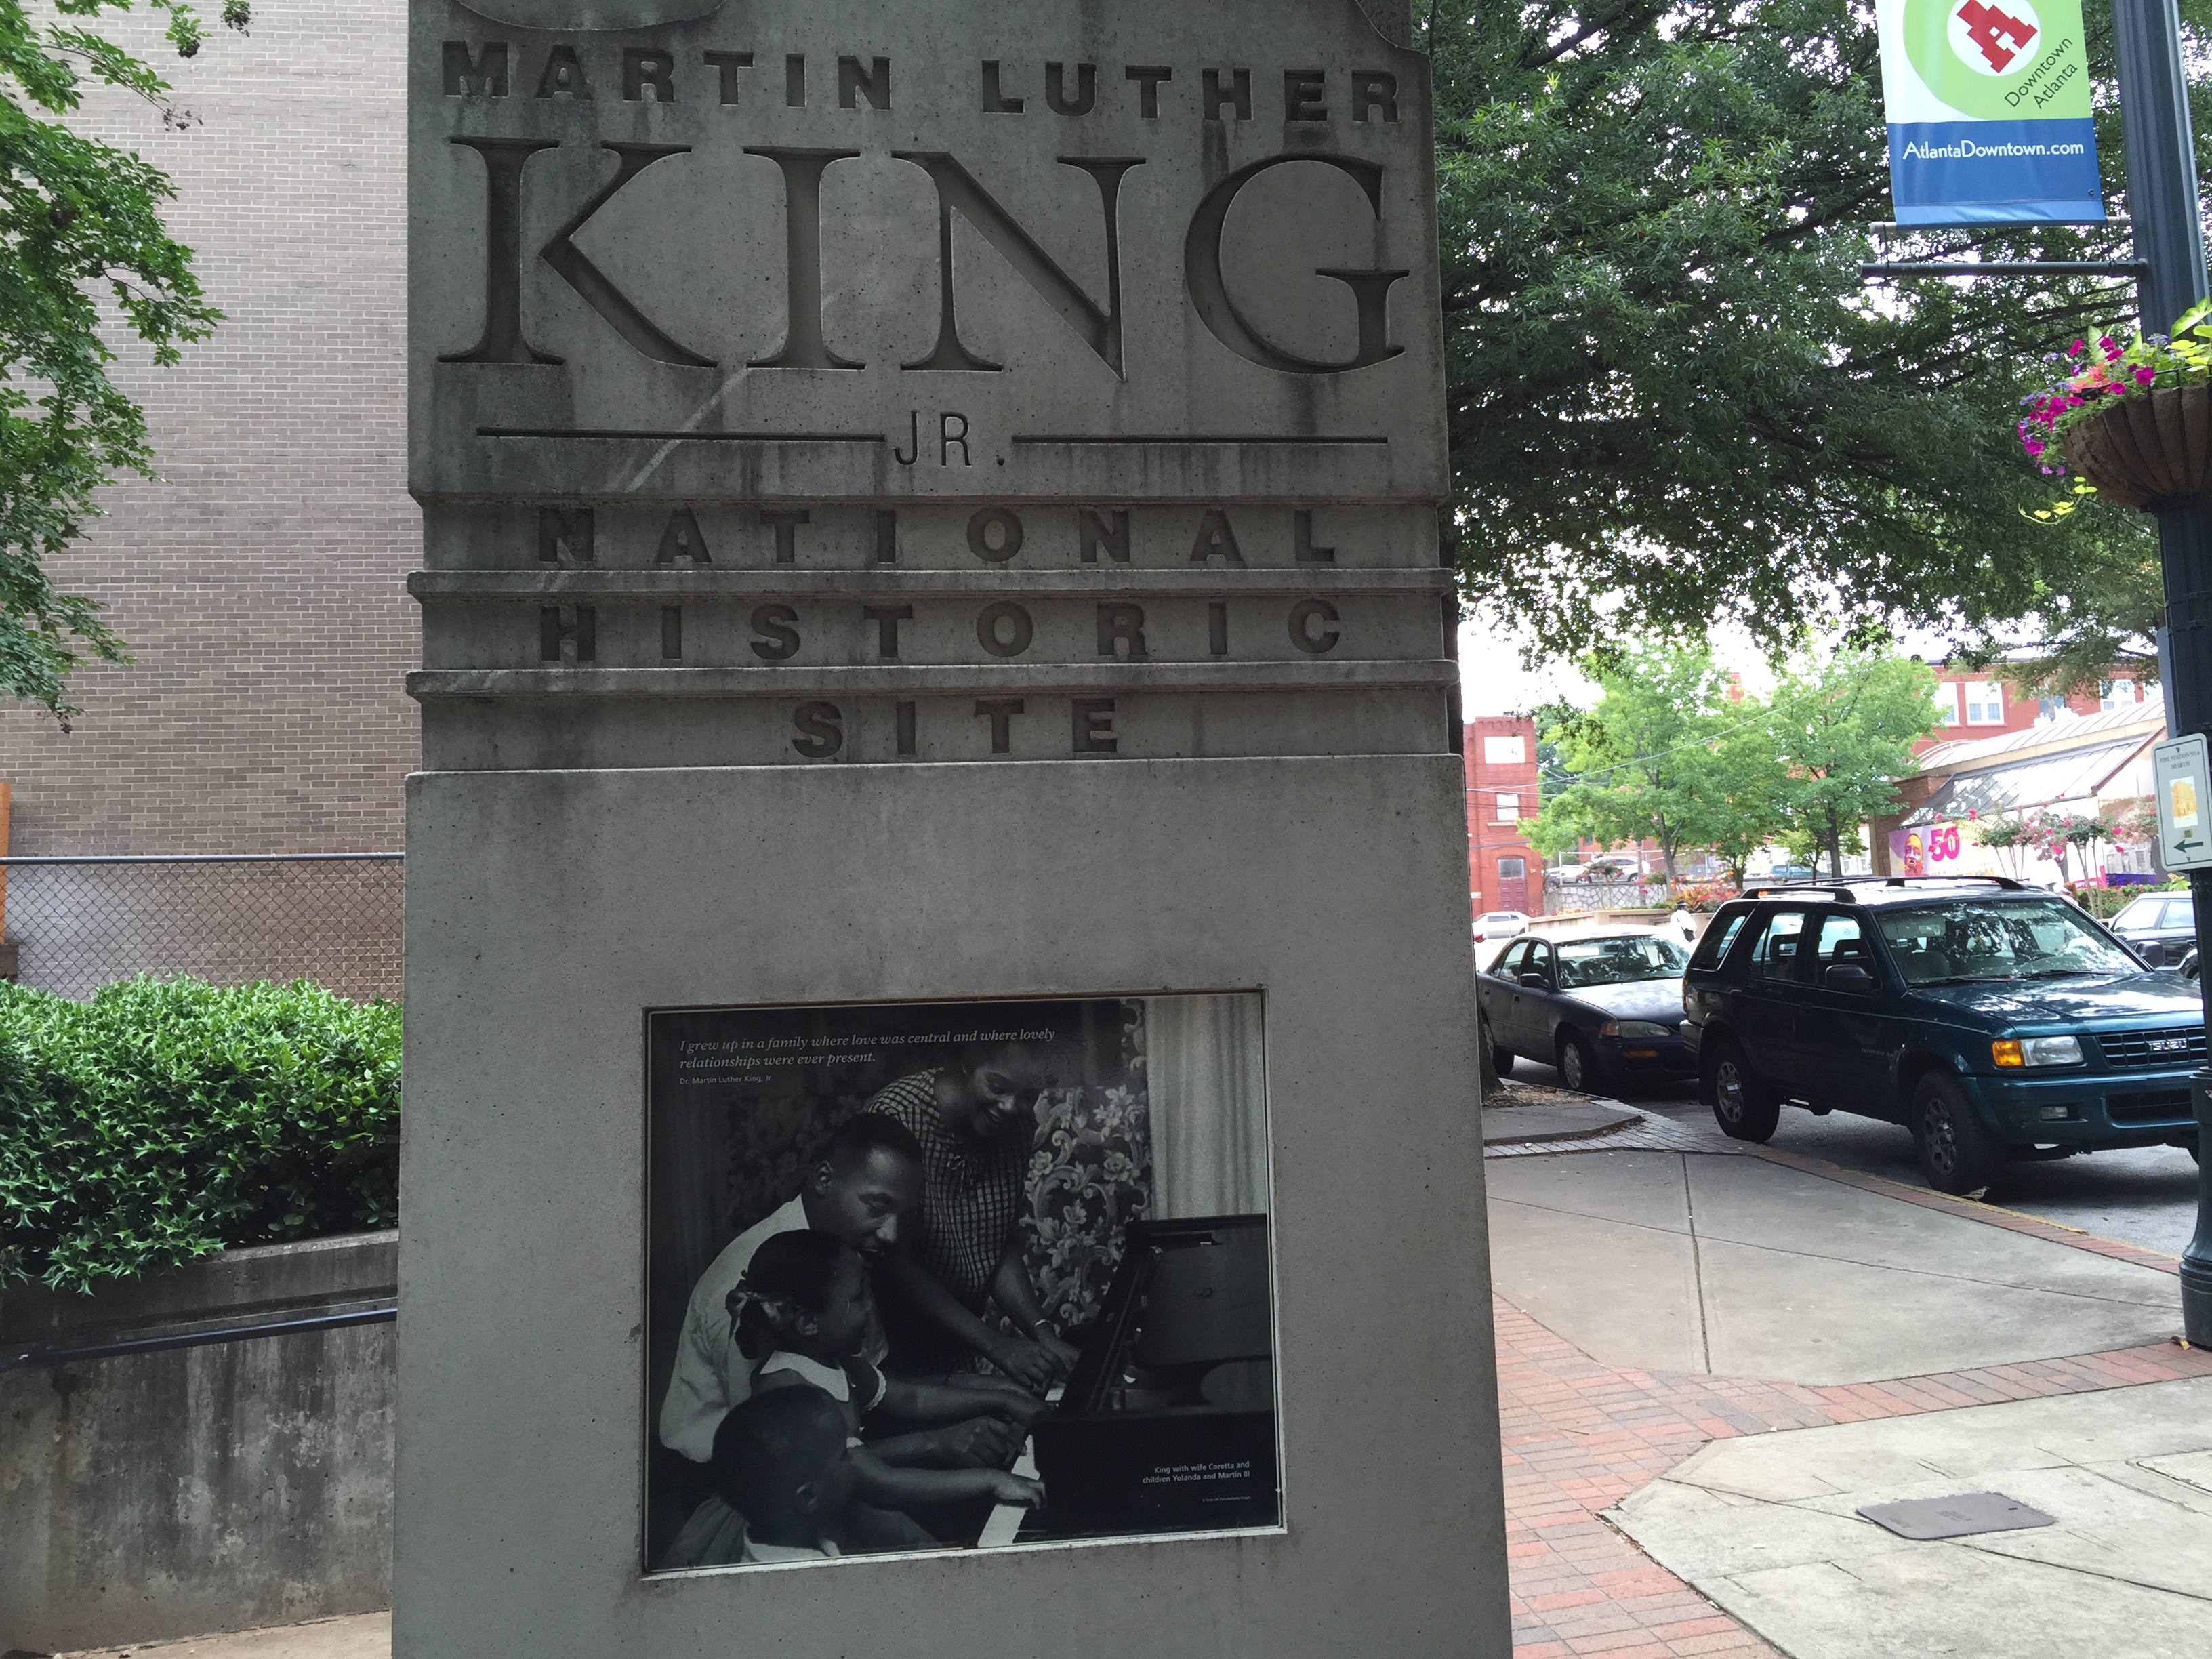 MARTIN LUTHER
KING
JR.
NATIONAL
HISTORIC
SITE
I grew up in a family where love was central and where lovely
relationships were ever present.
Dr. Martin Luther King, Jr.
King with wife Coretta and
children Yolanda and Martin III
A
Downtown
Atlanta
AtlantaDowntown.com
MUSEUM
50
ISUZU